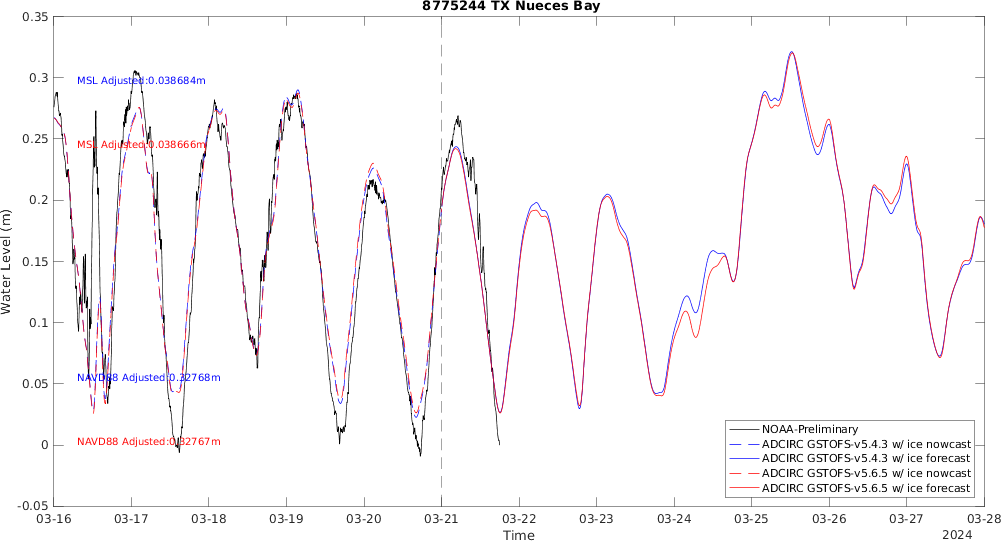 8775244 TX Nueces Bay
Water Level (m)
0.35
0.3
0.25
0.2
0.15
0.1
0.05
0
-0.05
MSL Adjusted:0.038684m
MSL Adjusted:0.038666m
NAVD88 Adjusted:0.32768m
NAVD88 Adjusted:0.32767m
NOAA-Preliminary
ADCIRC GSTOFS-v5.4.3 w/ ice nowcast
ADCIRC GSTOFS-v5.4.3 w/ ice forecast
ADCIRC GSTOFS-v5.6.5 w/ ice nowcast
ADCIRC GSTOFS-v5.6.5 w/ ice forecast
03-16 03-17 03-18 03-19 03-20 03-21 03-22 03-23 03-24 03-25 03-26 03-27 03-28
Time
2024